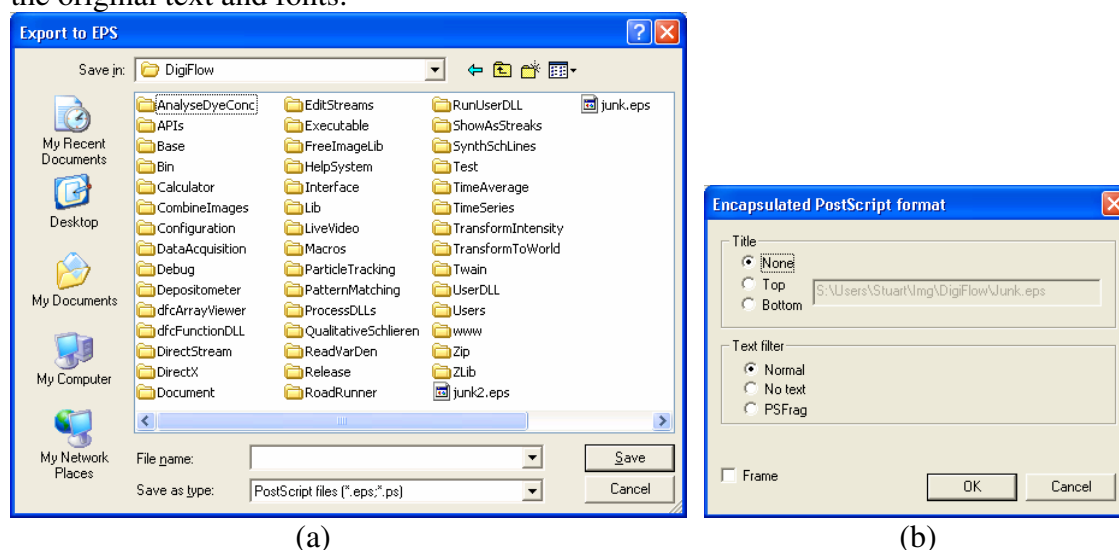 the original text and fonts.
Export to EPS
Save in: DigiFlow
My Recent Documents
Desktop
My Documents
My Computer
My Network Places
AnalyseDyeConc
APIs
Base
Bin
Calculator
CombineImages
Configuration
DataAcquisition
Debug
Depositometer
dfcArrayViewer
dfcFunctionDLL
DirectStream
DirectX
Document
EditStreams
Executable
FreeImageLib
HelpSystem
Interface
Lib
LiveVideo
Macros
ParticleTracking
PatternMatching
ProcessDLLs
QualitativeSchlieren
ReadVarDen
Release
RoadRunner
RunUserDLL
ShowAsStreaks
SynthSchLines
Test
TimeAverage
TimeSeries
TransformIntensity
TransformToWorld
Twain
UserDLL
Users
www
Zip
ZLib
junk2.eps
junk.eps
File name:
Save
Save as type: PostScript files (*.eps;*.ps)
Cancel
(a)
Encapsulated PostScript format
Title
None
Top
Bottom
S:\Users\Stuart\Img\DigiFlow\Junk.eps
Text filter
Normal
No text
PSFrag
Frame
OK
Cancel
(b)